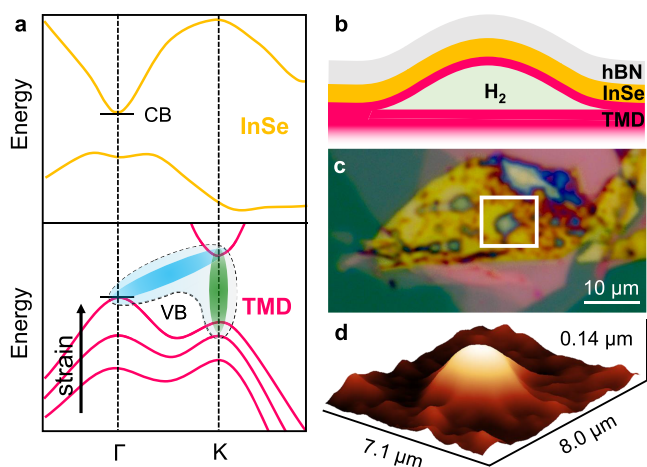 a
Energy
CB
InSe
Energy
strain
VB
TMD
Γ
K
b
hBN
InSe
H₂
TMD
c
10 μm
d
0.14 μm
7.1 μm
8.0 μm